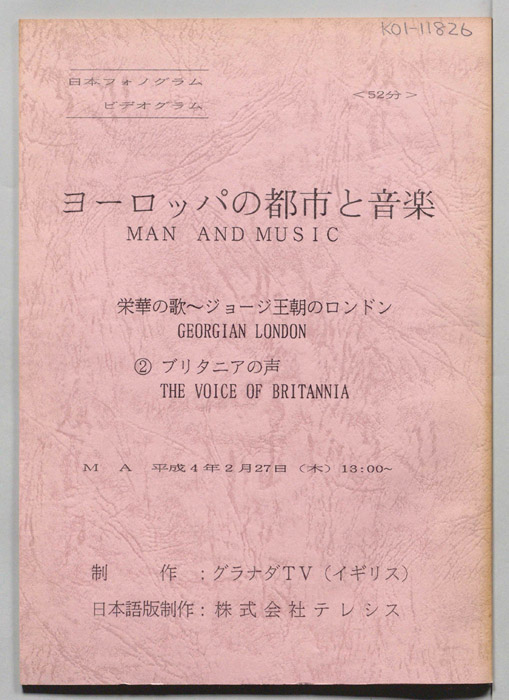 K01-11826
日本フォノグラム
ビデオグラム
<52分>
ヨーロッパの都市と音楽
MAN AND MUSIC
栄華の歌〜ジョージ王朝のロンドン
GEORGIAN LONDON
② ブリタニアの声
THE VOICE OF BRITANNIA
M A 平成4年2月27日(木)13:00~
制 作 : グラナダTV(イギリス)
日本語版制作 : 株式会社テレシス